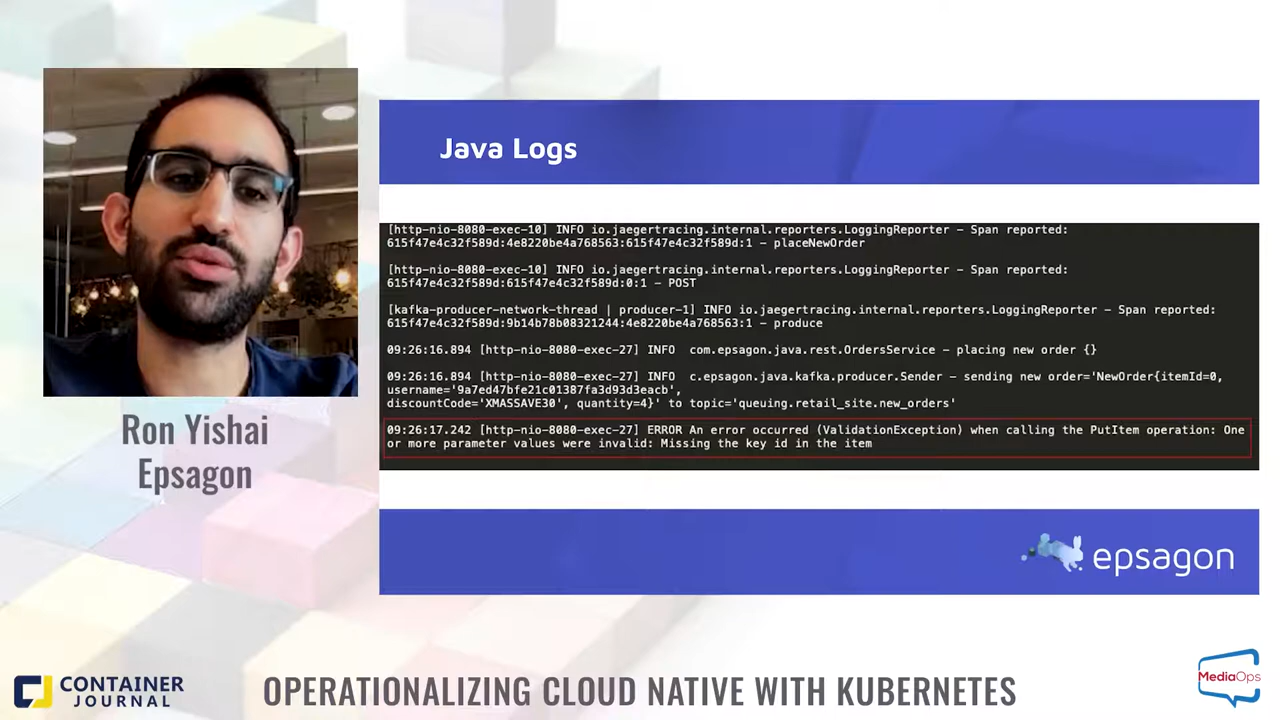 Java Logs
[http-nio-8080-exec-10] INFO io.jaegertracing.internal.reporters.LoggingReporter – Span reported:
615f47e4c32f589d:4e8220be4a768563:615f47e4c32f589d:1 – placeNewOrder
[http-nio-8080-exec-10] INFO io.jaegertracing.internal.reporters.LoggingReporter – Span reported:
615f47e4c32f589d:615f47e4c32f589d:0:1 – POST
[kafka-producer-network-thread | producer-1] INFO io.jaegertracing.internal.reporters.LoggingReporter – Span reported:
615f47e4c32f589d:9b14b78b08321244:4e8220be4a768563:1 – produce
09:26:16.894 [http-nio-8080-exec-27] INFO  com.epsagon.java.rest.OrdersService – placing new order {}
09:26:16.894 [http-nio-8080-exec-27] INFO  c.epsagon.java.kafka.producer.Sender – sending new order='NewOrder{itemId=0,
username='9a7ed47bfe21c01387fa3d93d3eacb',
discountCode='XMASSAVE30', quantity=4}' to topic='queuing.retail_site.new_orders'
09:26:17.242 [http-nio-8080-exec-27] ERROR An error occurred (ValidationException) when calling the PutItem operation: One
or more parameter values were invalid: Missing the key id in the item
Ron Yishai
Epsagon
epsagon
CONTAINER
JOURNAL
OPERATIONALIZING CLOUD NATIVE WITH KUBERNETES
MediaOps